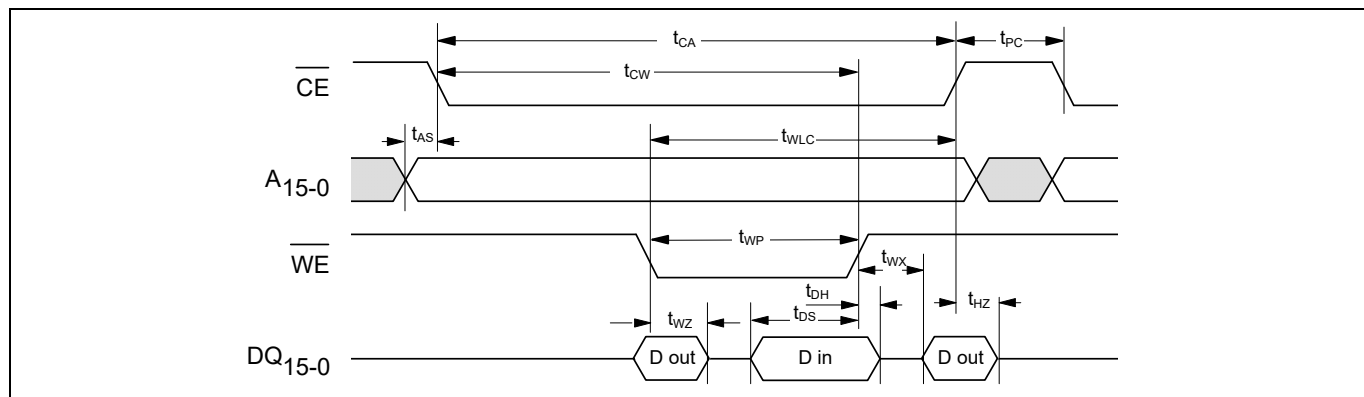 tCA
tPC
CE
tCW
tAS
tWLC
A15-0
WE
tWP
tWX
tDH
tHZ
tWZ
tDS
DQ15-0
D out
D in
D out